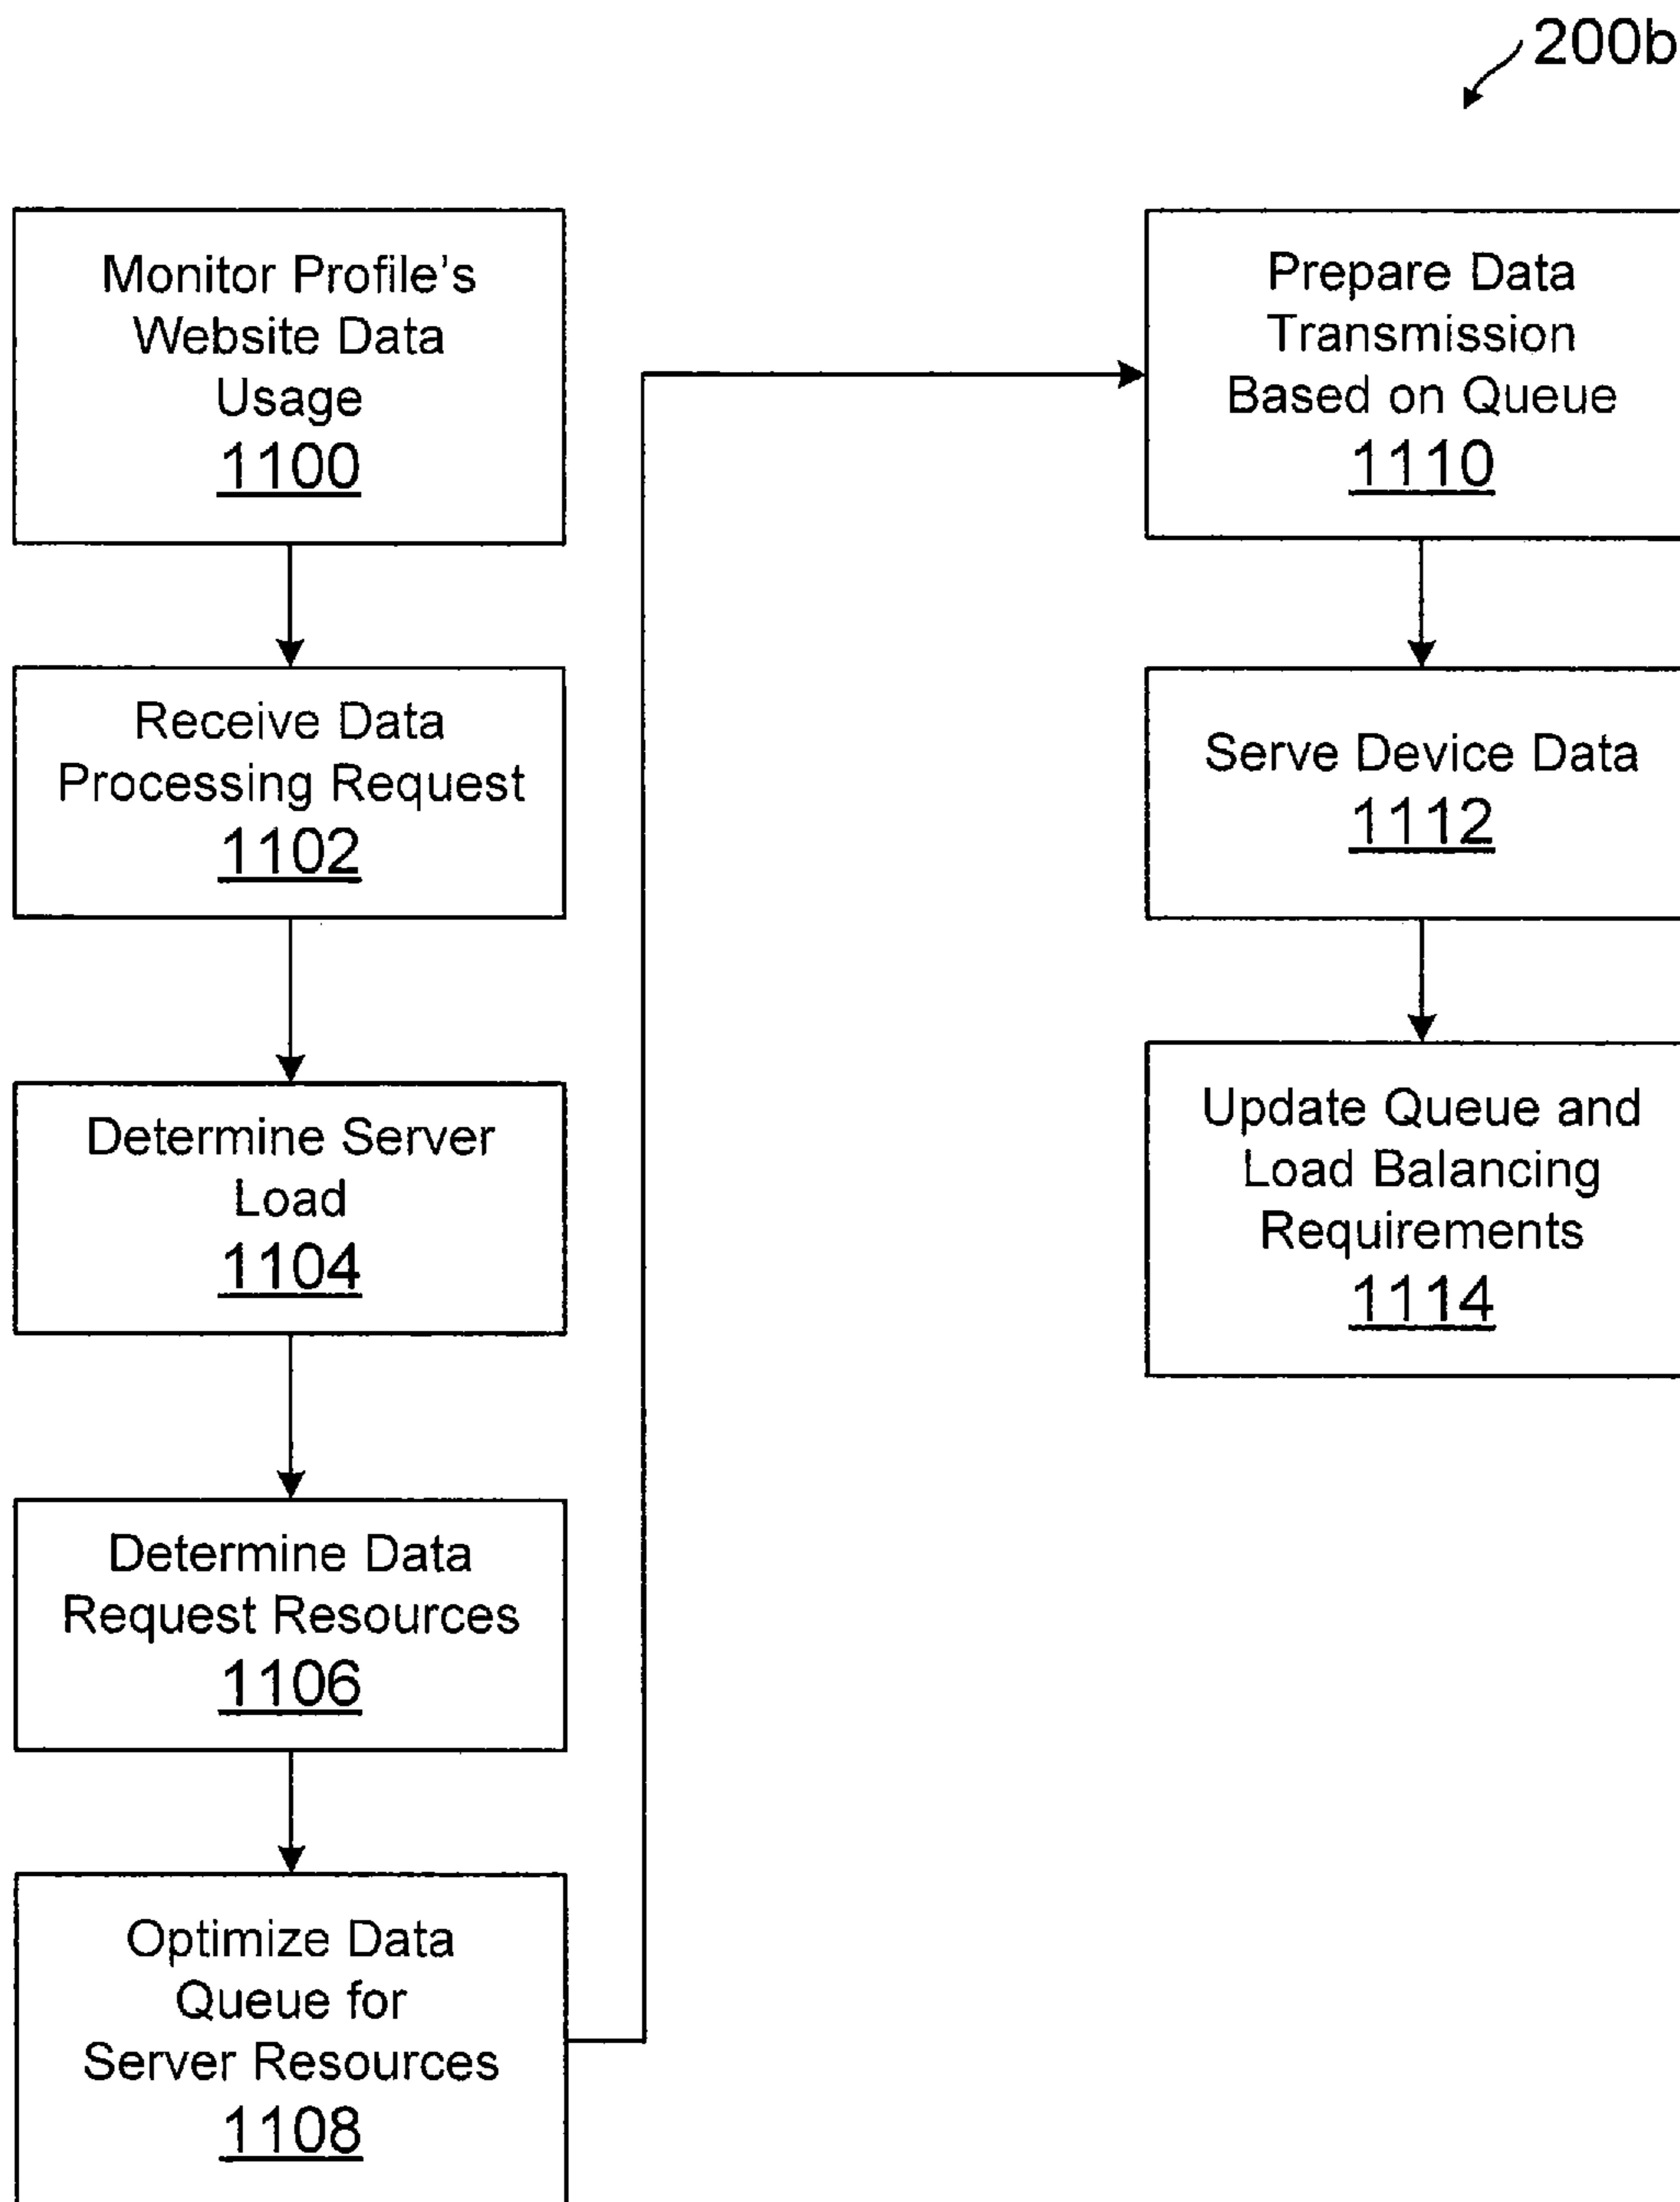 200b
Monitor Profile's
Website Data
Usage
1100
Receive Data
Processing Request
1102
Determine Server
Load
1104
Determine Data
Request Resources
1106
Optimize Data
Queue for
Server Resources
1108
Prepare Data
Transmission
Based on Queue
1110
Serve Device Data
1112
Update Queue and
Load Balancing
Requirements
1114